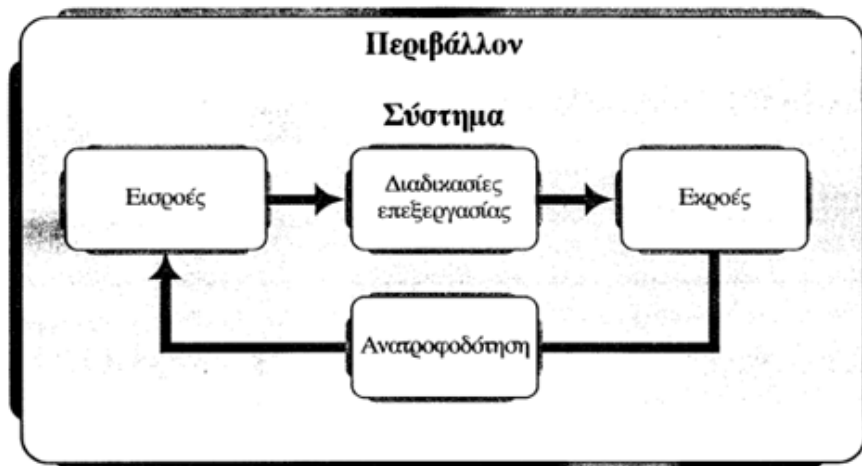 Περιβάλλον
Σύστημα
Εισροές
Διαδικασίες
επεξεργασίας
Εκροές
Ανατροφοδότηση